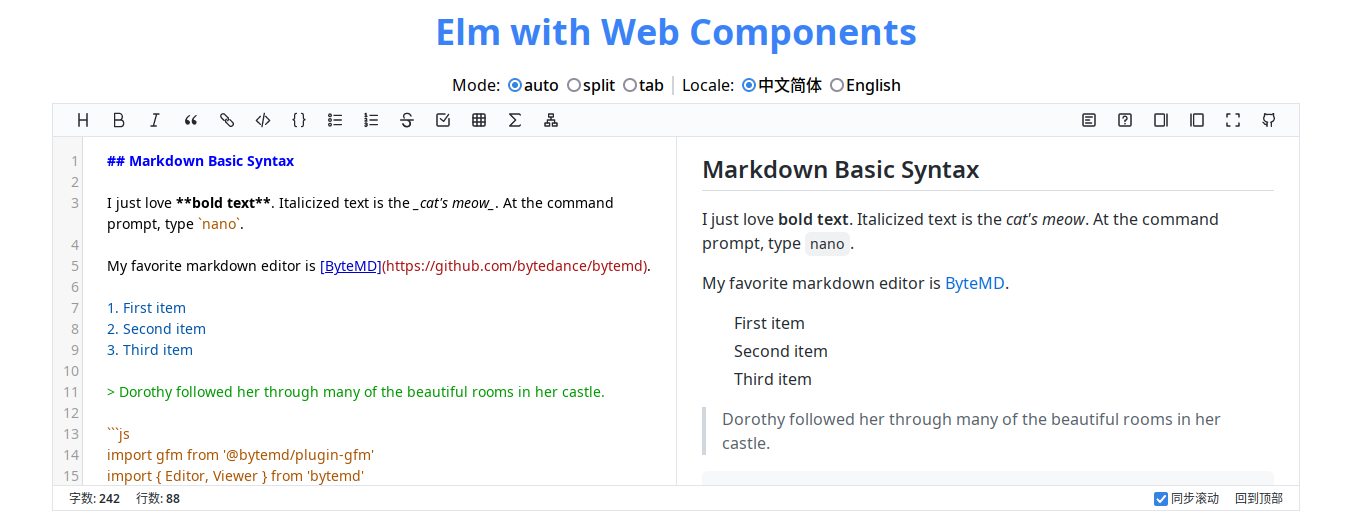 Elm with Web Components
Mode: auto split tab Locale: 中文简体 English
1 ## Markdown Basic Syntax
2
3 I just love **bold text**. Italicized text is the _cat's meow_. At the command
prompt, type `nano`.
4
5 My favorite markdown editor is [ByteMD](https://github.com/bytedance/bytemd).
6
7 1. First item
8 2. Second item
9 3. Third item
10
11 > Dorothy followed her through many of the beautiful rooms in her castle.
12
13 ```js
14 import gfm from '@bytemd/plugin-gfm'
15 import { Editor, Viewer } from 'bytemd'
Markdown Basic Syntax
I just love bold text. Italicized text is the cat's meow. At the command
prompt, type nano.
My favorite markdown editor is ByteMD.
First item
Second item
Third item
Dorothy followed her through many of the beautiful rooms in her
castle.
字数: 242 行数: 88
同步滚动 回到顶部